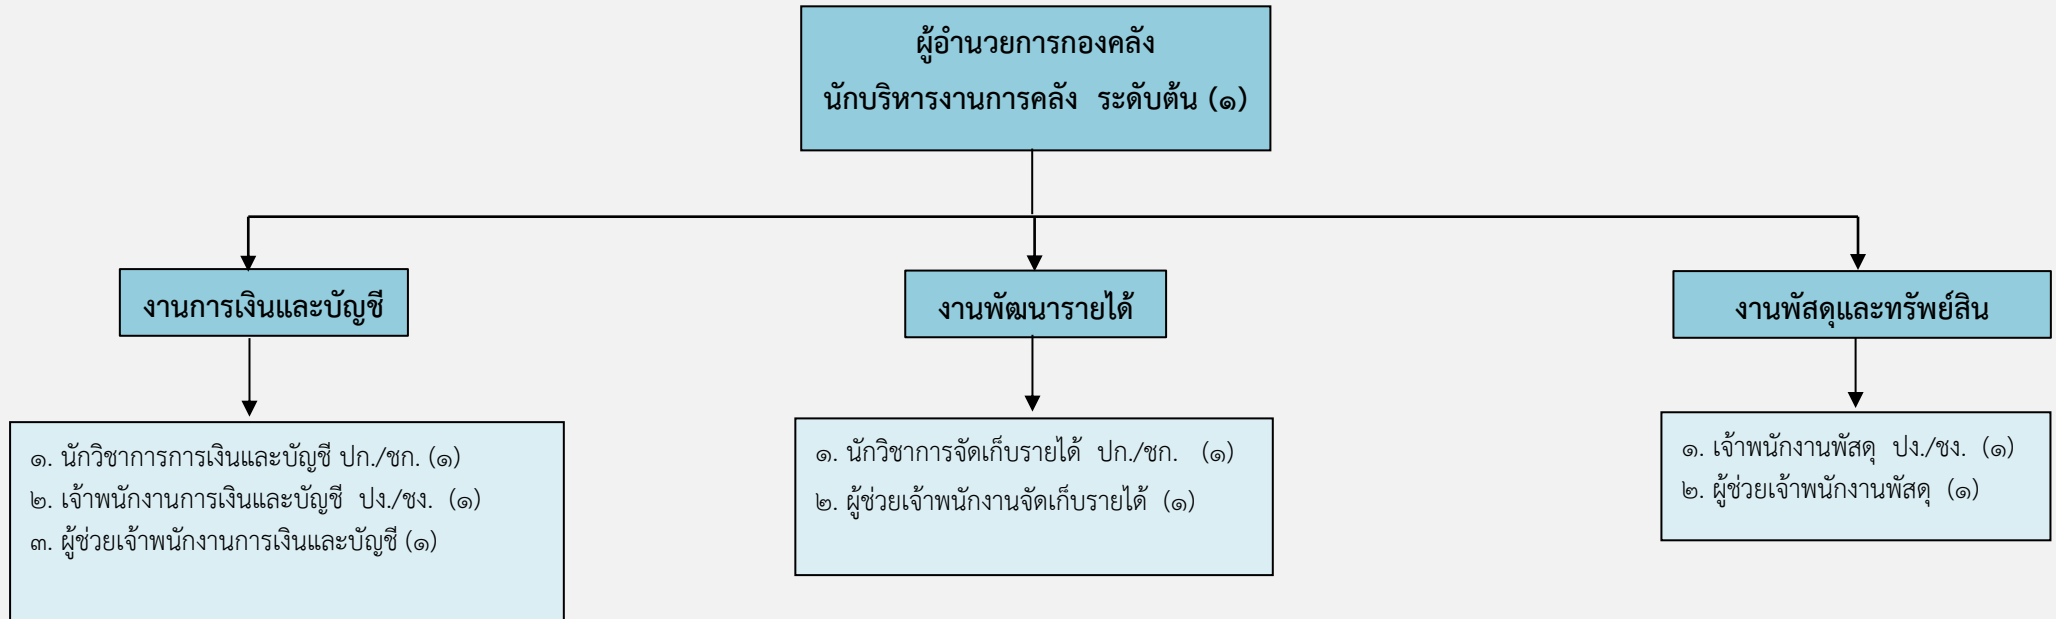 ผู้อำนวยการกองคลัง
นักบริหารงานการคลัง ระดับต้น (๑)
งานการเงินและบัญชี
งานพัฒนารายได้
งานพัสดุและทรัพย์สิน
๑. นักวิชาการการเงินและบัญชี ปก./ชก. (๑)
๒. เจ้าพนักงานการเงินและบัญชี ปง./ชง. (๑)
๓. ผู้ช่วยเจ้าพนักงานการเงินและบัญชี (๑)
๑. นักวิชาการจัดเก็บรายได้ ปก./ชก. (๑)
๒. ผู้ช่วยเจ้าพนักงานจัดเก็บรายได้ (๑)
๑. เจ้าพนักงานพัสดุ ปง./ชง. (๑)
๒. ผู้ช่วยเจ้าพนักงานพัสดุ (๑)